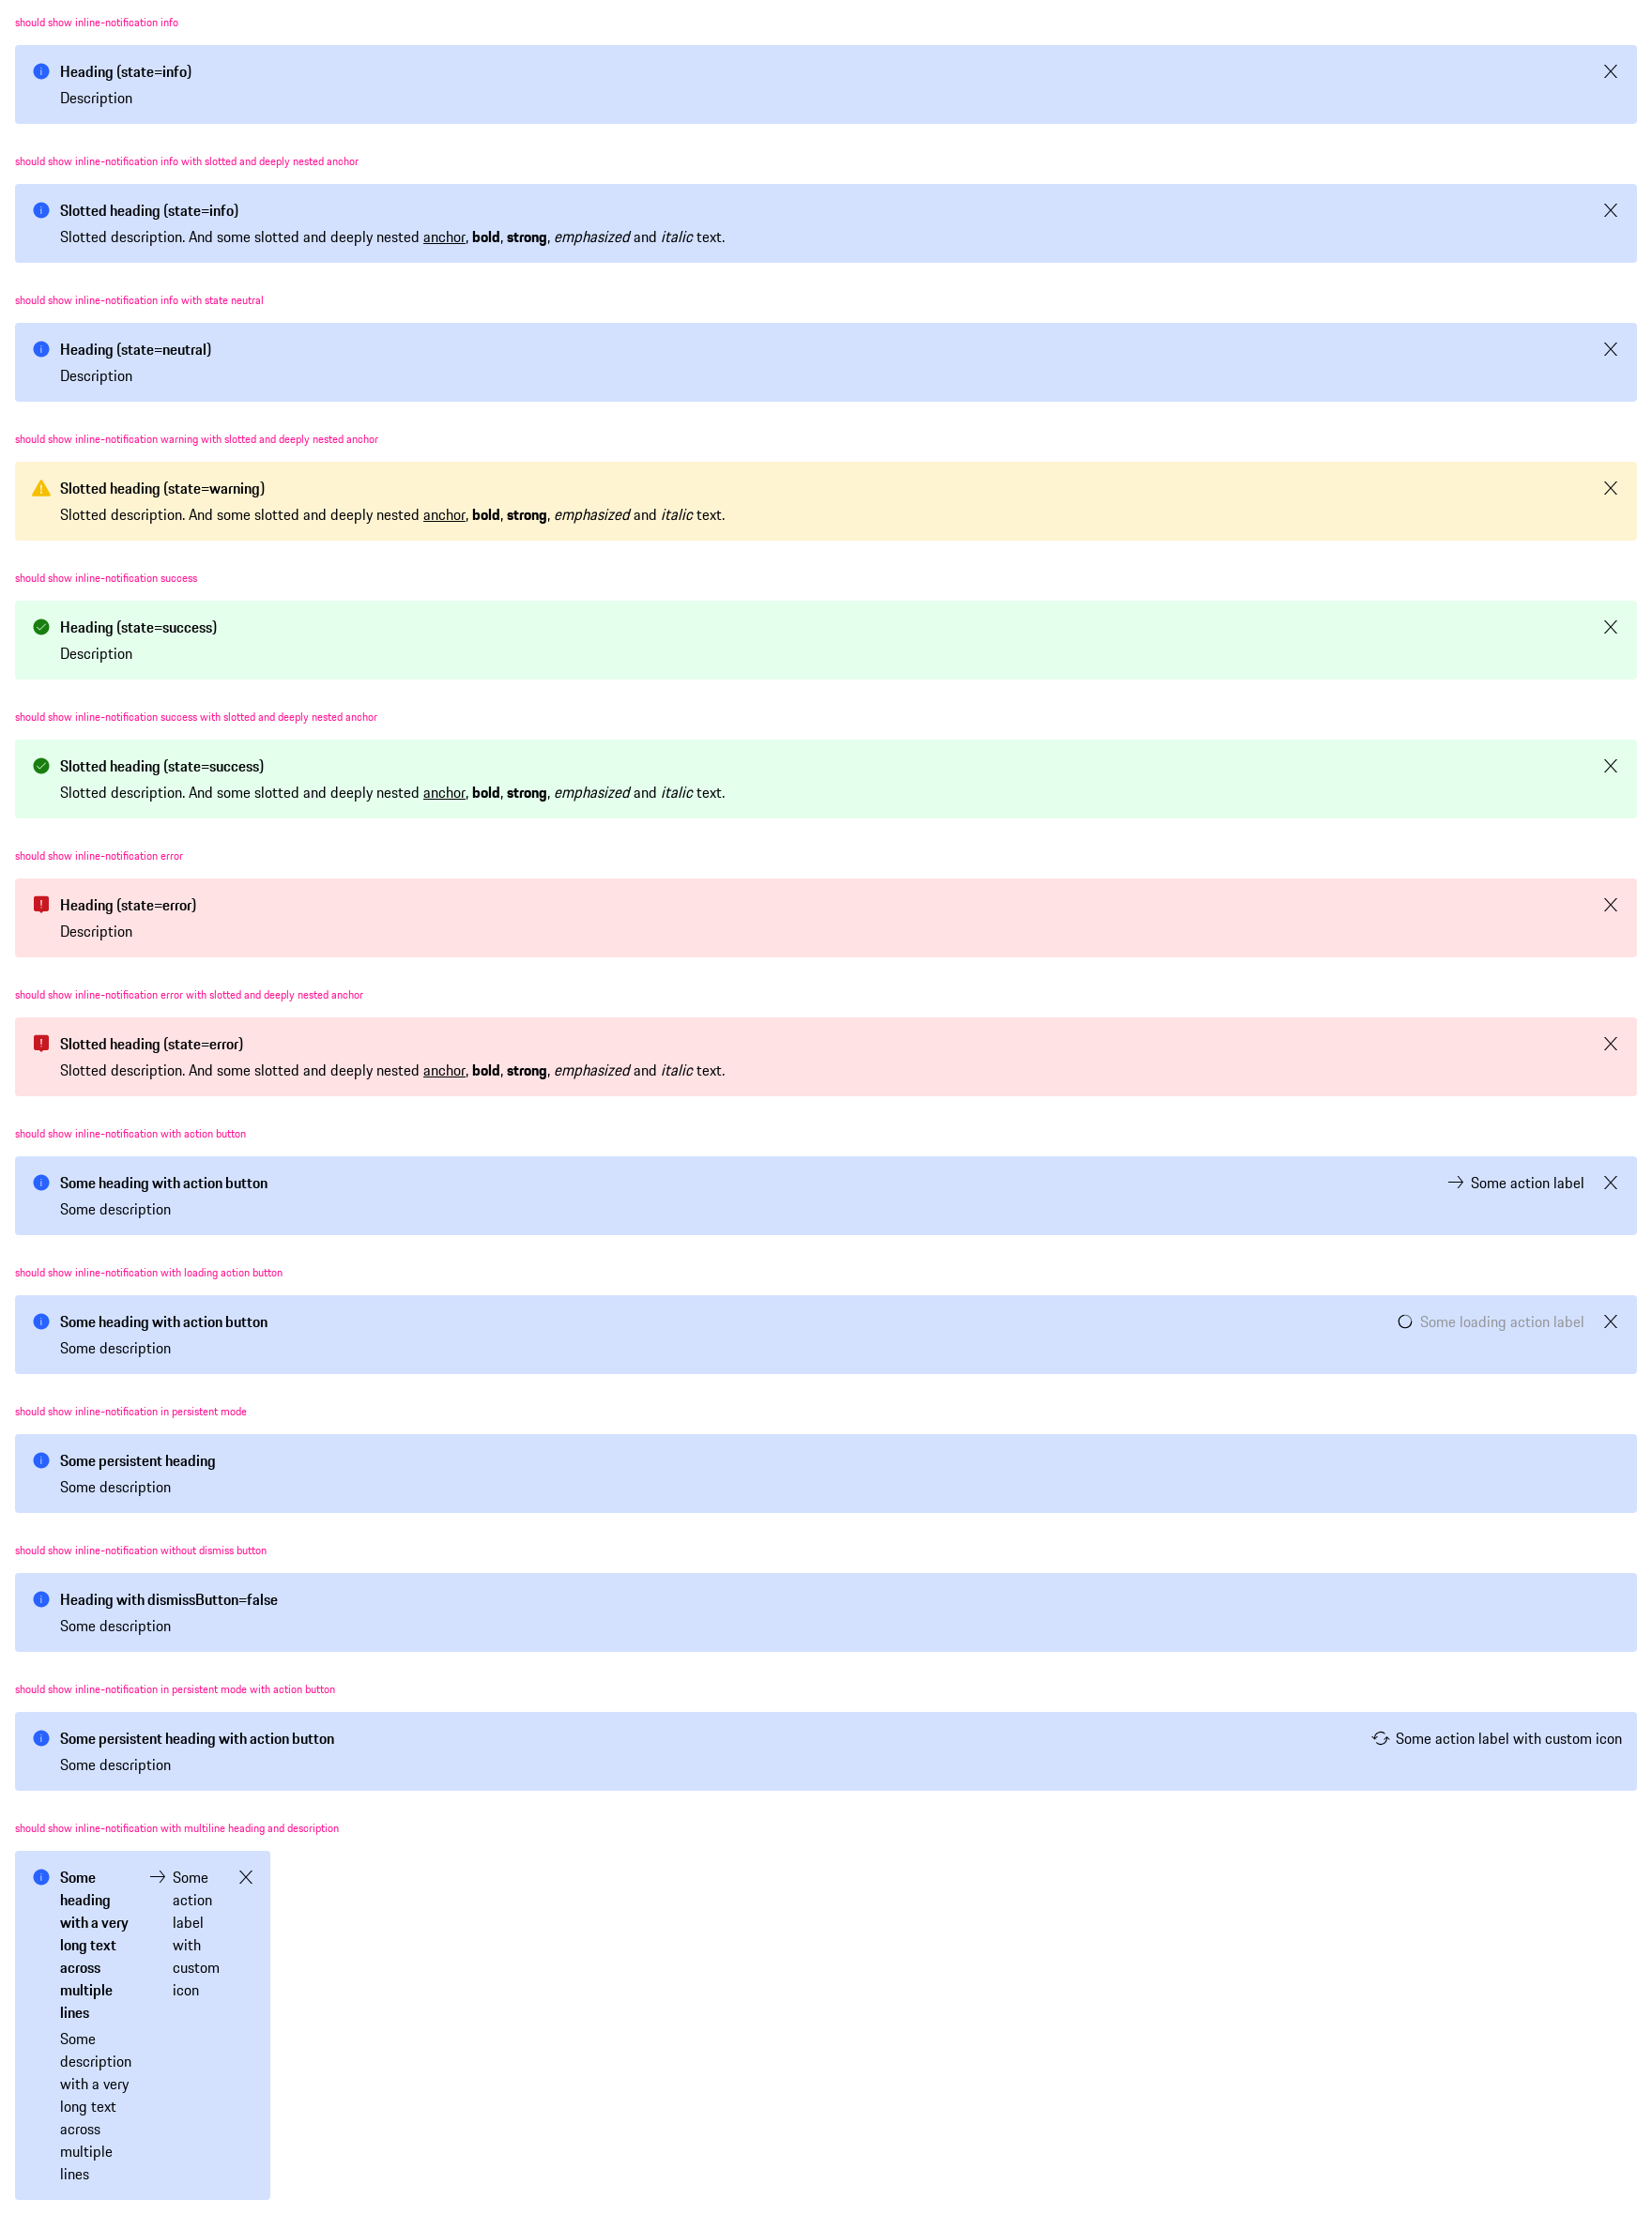 should show inline-notification info
Heading (state=info)
Description
should show inline-notification info with slotted and deeply nested anchor
Slotted heading (state=info)
Slotted description. And some slotted and deeply nested anchor, bold, strong, emphasized and italic text.
should show inline-notification info with state neutral
Heading (state=neutral)
Description
should show inline-notification warning with slotted and deeply nested anchor
Slotted heading (state=warning)
Slotted description. And some slotted and deeply nested anchor, bold, strong, emphasized and italic text.
should show inline-notification success
Heading (state=success)
Description
should show inline-notification success with slotted and deeply nested anchor
Slotted heading (state=success)
Slotted description. And some slotted and deeply nested anchor, bold, strong, emphasized and italic text.
should show inline-notification error
Heading (state=error)
Description
should show inline-notification error with slotted and deeply nested anchor
Slotted heading (state=error)
Slotted description. And some slotted and deeply nested anchor, bold, strong, emphasized and italic text.
should show inline-notification with action button
Some heading with action button
Some action label
Some description
should show inline-notification with loading action button
Some heading with action button
Some loading action label
Some description
should show inline-notification in persistent mode
Some persistent heading
Some description
should show inline-notification without dismiss button
Heading with dismissButton=false
Some description
should show inline-notification in persistent mode with action button
Some persistent heading with action button
Some action label with custom icon
Some description
should show inline-notification with multiline heading and description
Some
heading
with a very
long text
across
multiple
lines
Some
description
with a very
long text
across
multiple
lines
Some
action
label
with
custom
icon